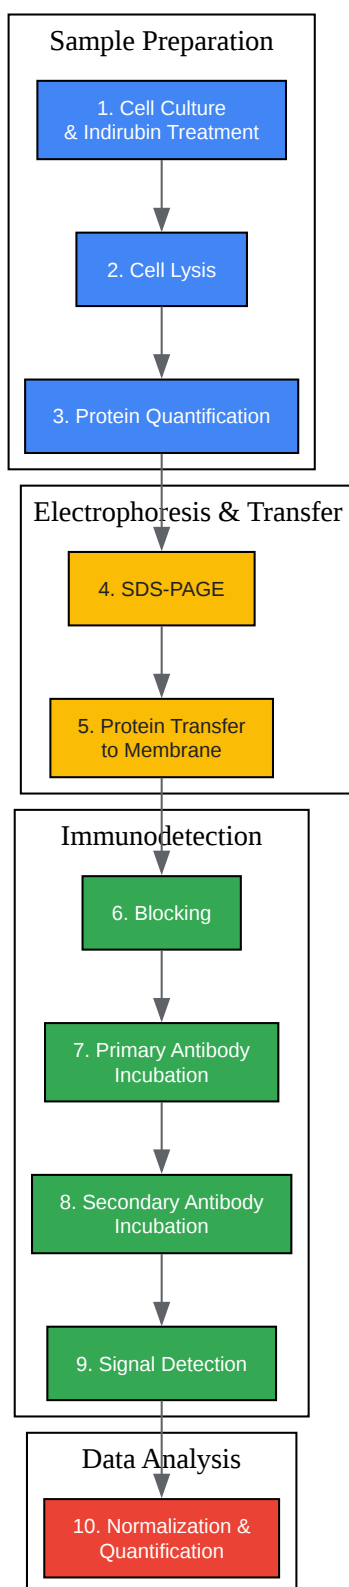 Sample Preparation
1. Cell Culture
& Indirubin Treatment
2. Cell Lysis
3. Protein Quantification
Electrophoresis & Transfer
4. SDS-PAGE
5. Protein Transfer
to Membrane
Immunodetection
6. Blocking
7. Primary Antibody
Incubation
8. Secondary Antibody
Incubation
9. Signal Detection
Data Analysis
10. Normalization &
Quantification